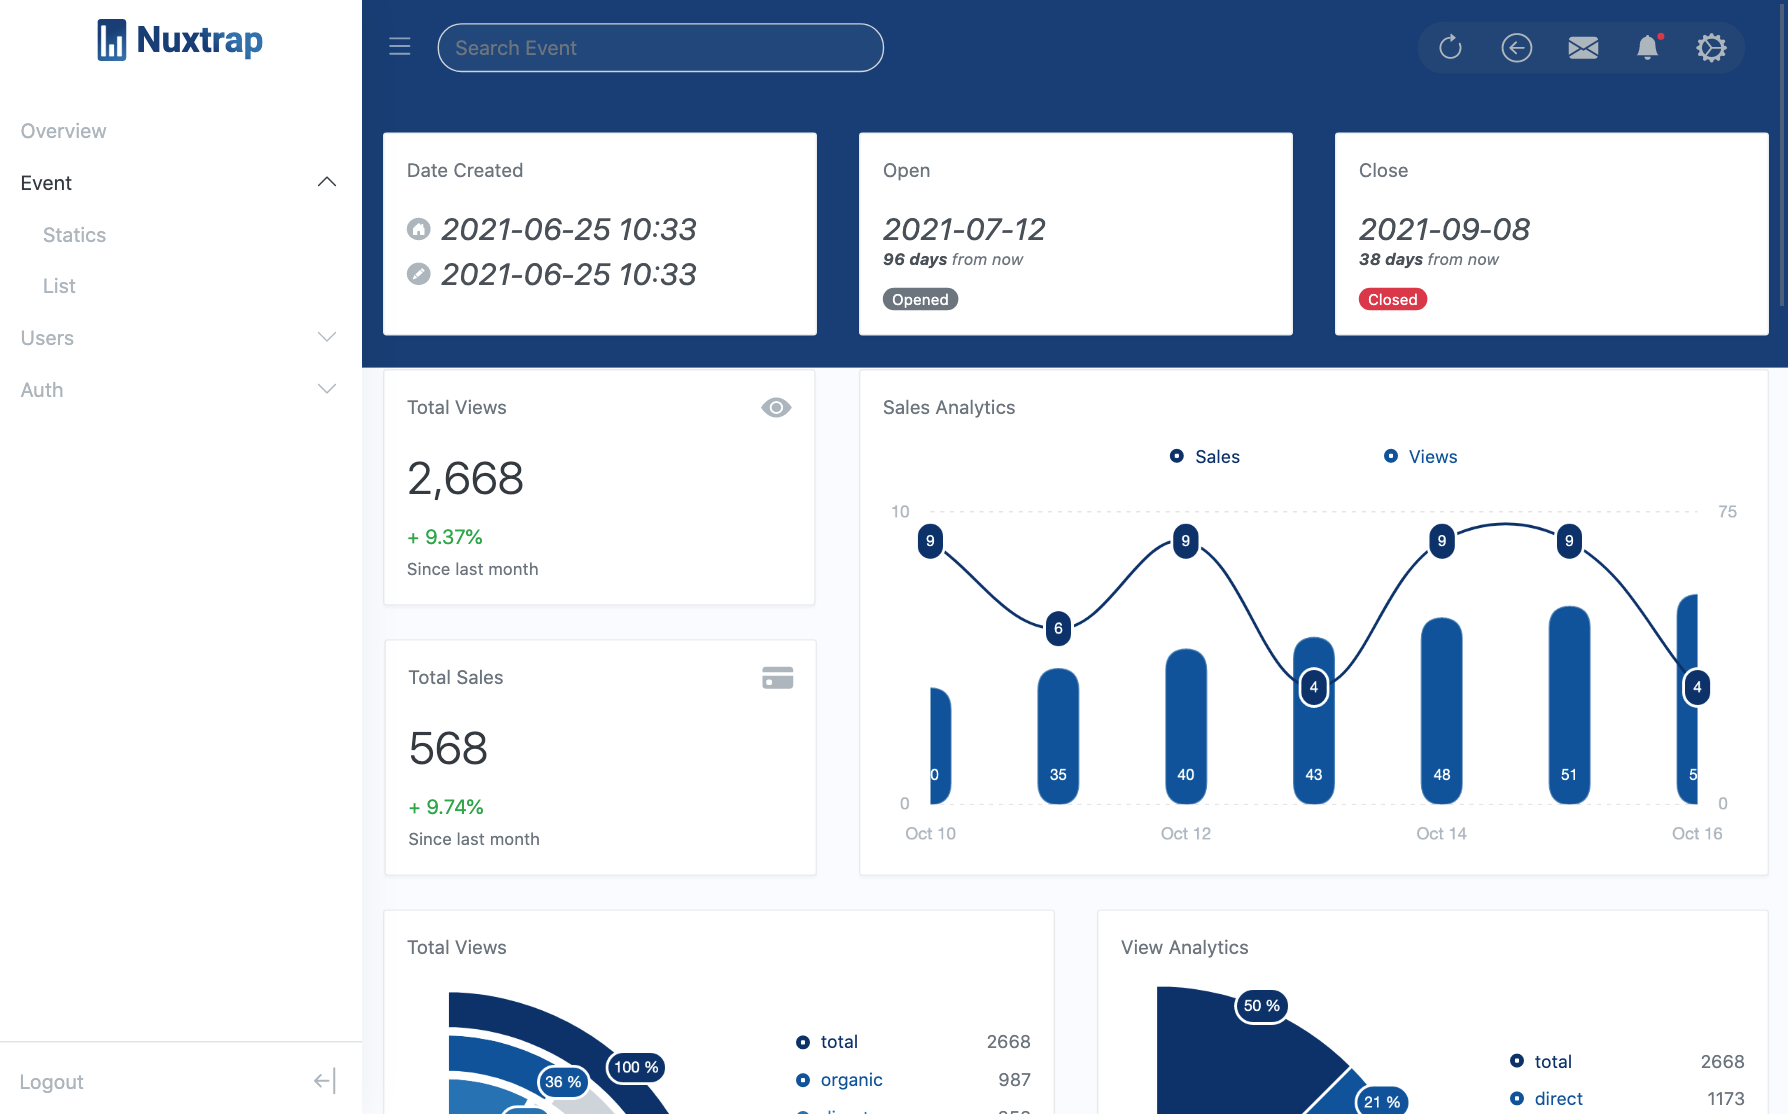 Nuxtrap
Overview
Event
Statics
List
Users
Auth
Logout
Search Event
Date Created
2021-06-25 10:33
2021-06-25 10:33
Open
2021-07-12
96 days from now
Opened
Close
2021-09-08
38 days from now
Closed
Total Views
2,668
+ 9.37%
Since last month
Total Sales
568
+ 9.74%
Since last month
Sales Analytics
Sales Views
10 75
9 6 9 4 9 9 4
0 35 40 43 48 51 5
0 0
Oct 10 Oct 12 Oct 14 Oct 16
Total Views
100 %
36 %
total 2668
organic 987
View Analytics
50 %
21 %
total 2668
direct 1173